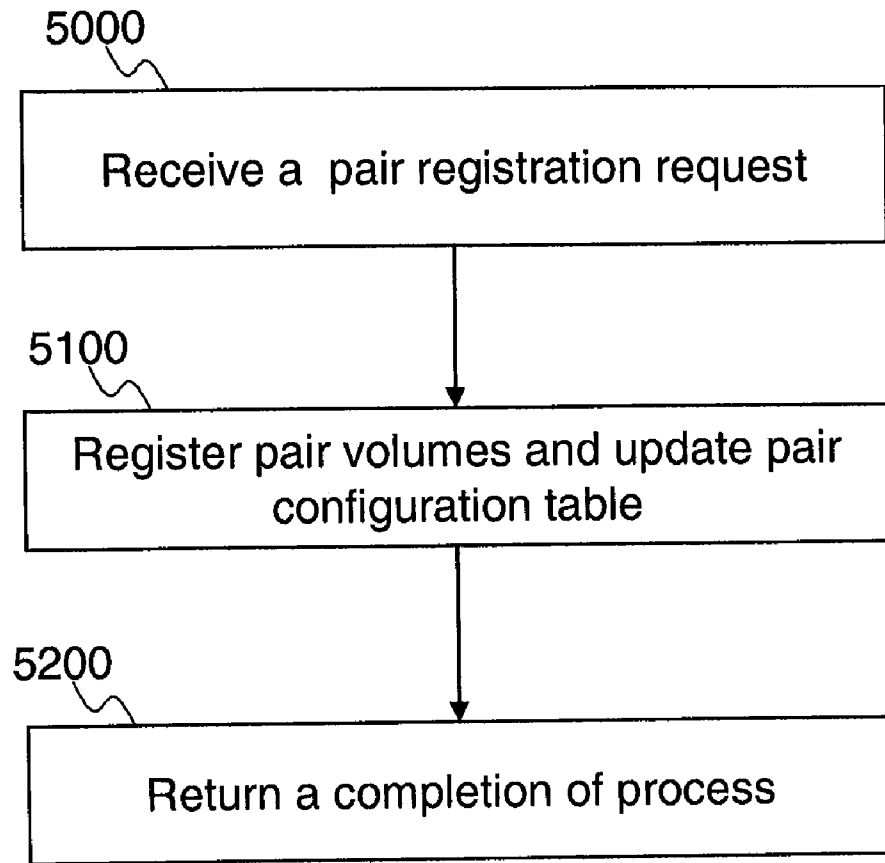 5000
Receive a pair registration request
5100
Register pair volumes and update pair
configuration table
5200
Return a completion of process